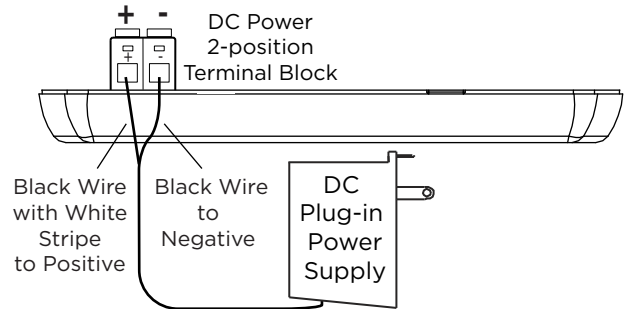 + -
DC Power
2-position
Terminal Block
+ -
Black Wire
with White
Stripe
to Positive
Black Wire
to
Negative
DC
Plug-in
Power
Supply